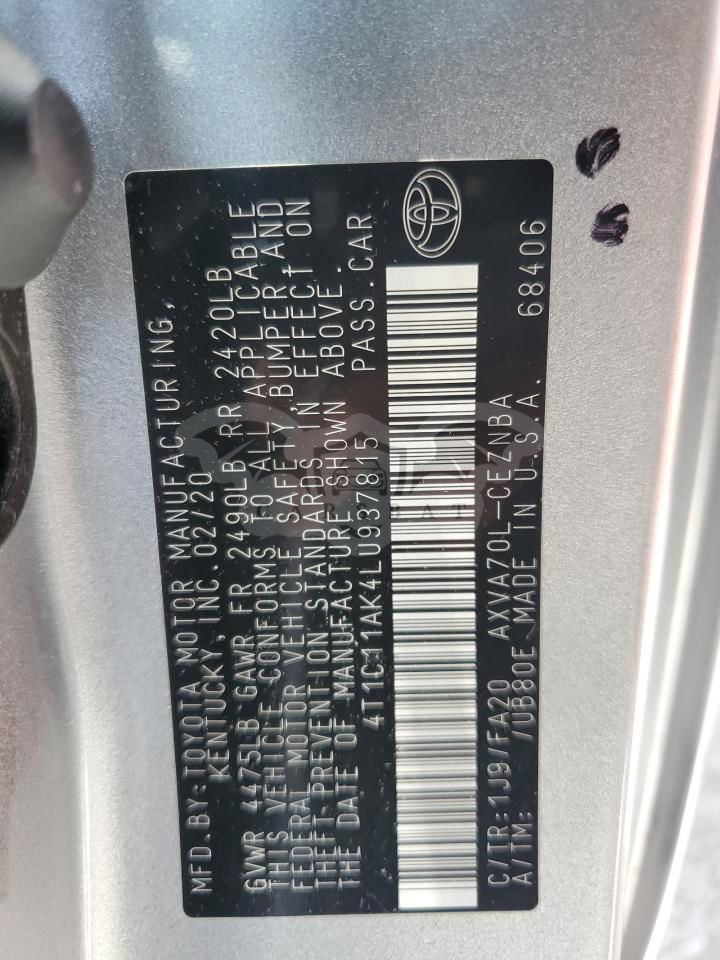 MFD. BY: TOYOTA MOTOR MANUFACTURING,
KENTUCKY, INC. 02/20
GVWR 4475LB GAWR FR 2490LB RR 2420LB
THIS VEHICLE CONFORMS TO ALL APPLICABLE
FEDERAL MOTOR VEHICLE SAFETY, BUMPER, AND
THEFT PREVENTION STANDARDS IN EFFECT ON
THE DATE OF MANUFACTURE SHOWN ABOVE.
4T1C11AK4LU937815 PASS.CAR
C/TR: 1J9/FA20 AXVA70L-CEZNBA
A/TM: /UB80E MADE IN U.S.A. 68406